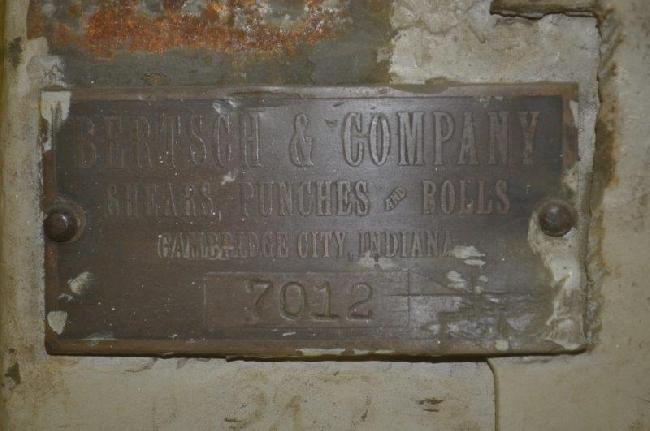 BERTSCH & COMPANY
SHEARS, PUNCHES AND ROLLS
CAMBRIDGE CITY, INDIANA
7012